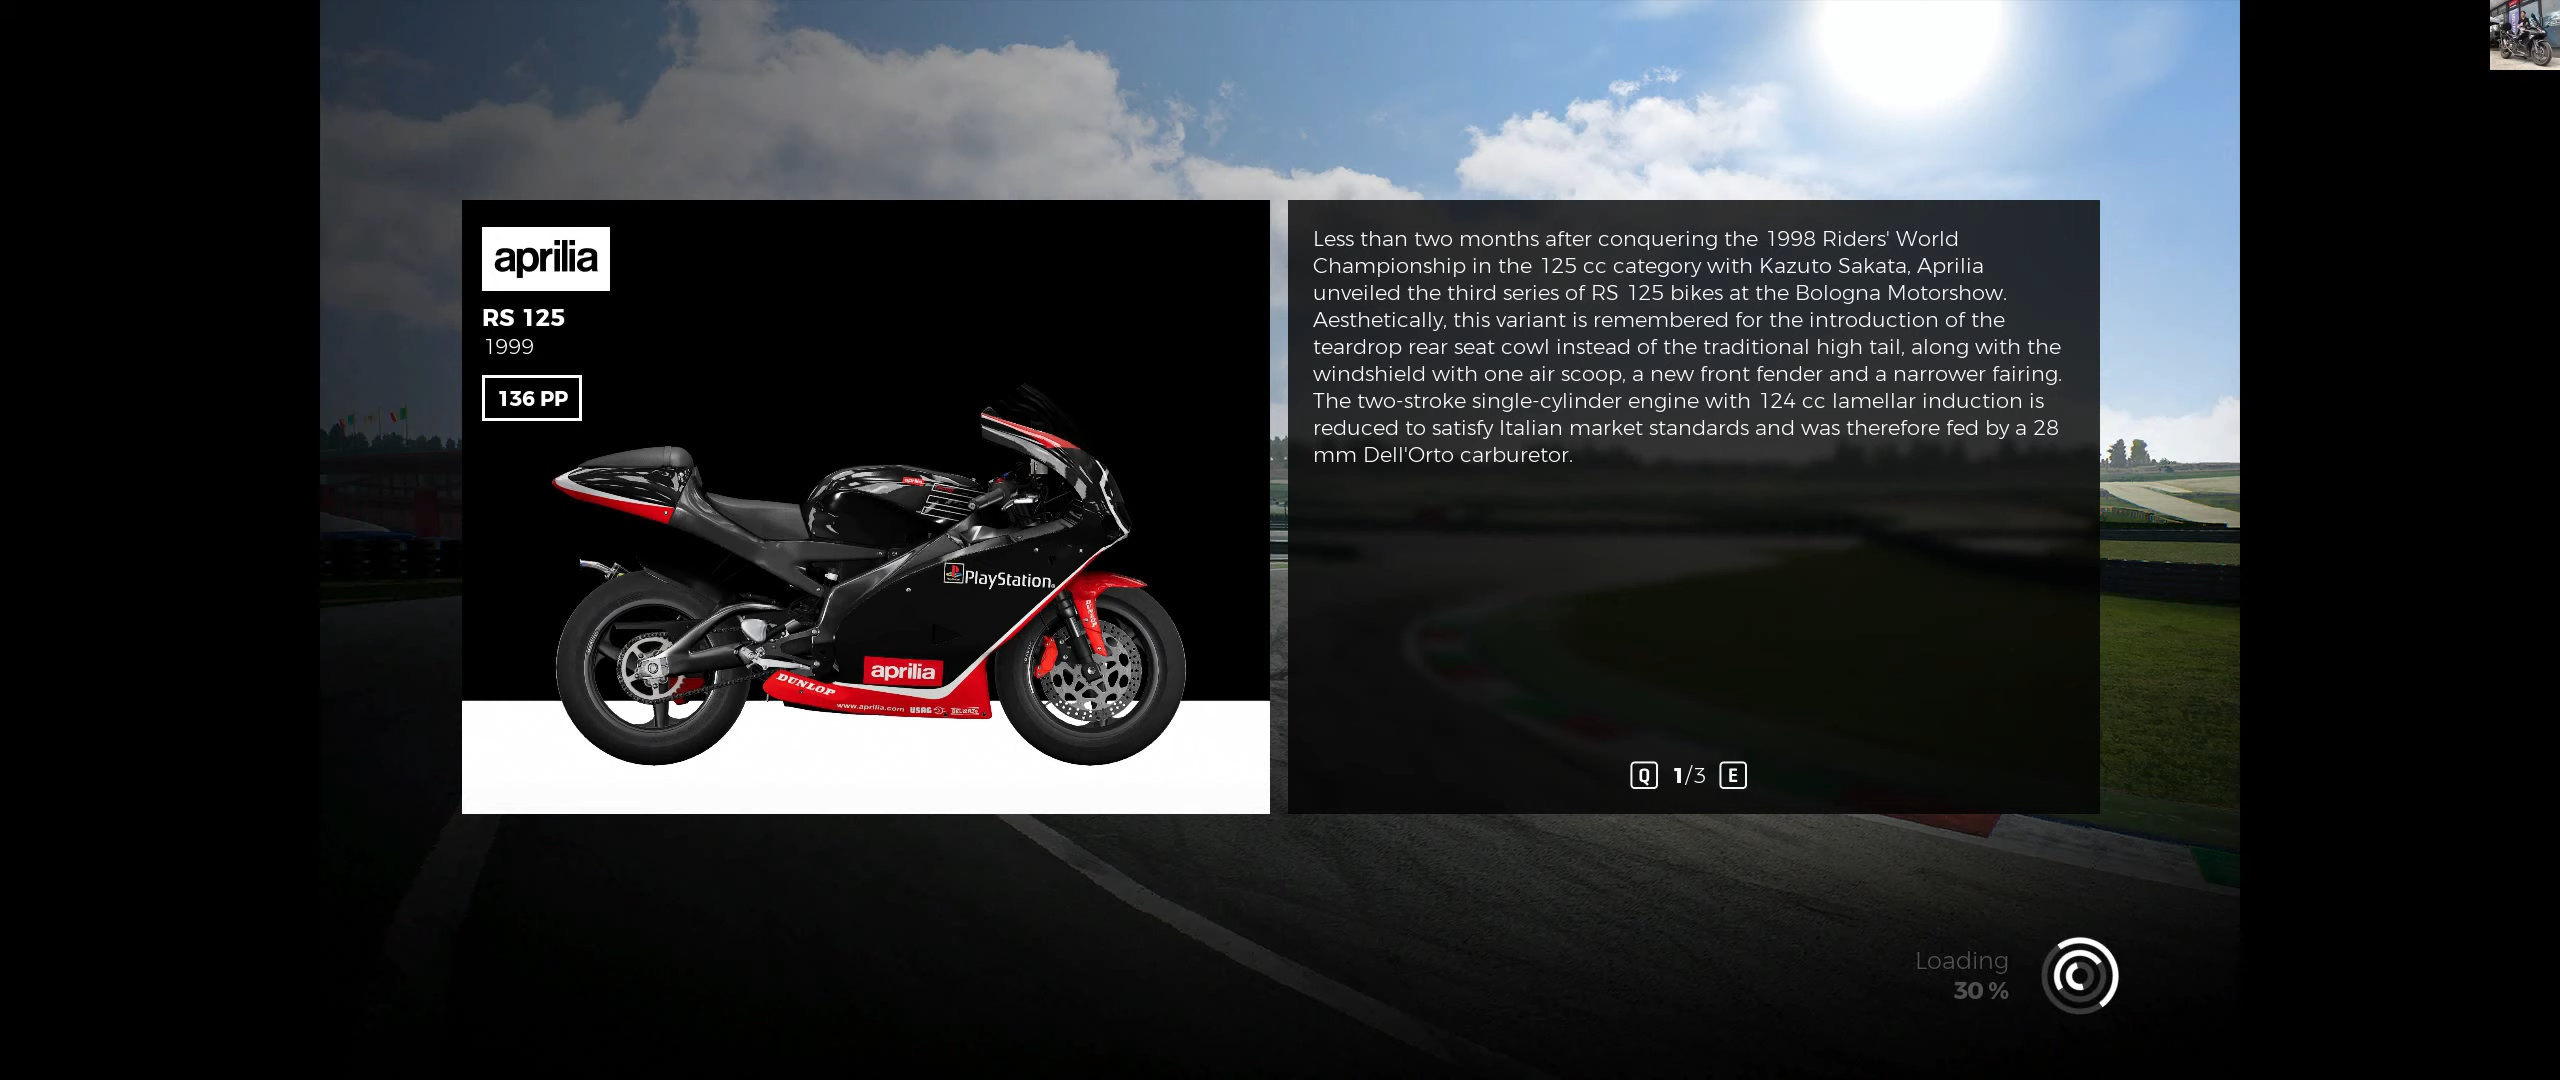 aprilia
RS 125
1999
136 PP
aprilia
PlayStation
aprilia
DUNLOP
www.aprilia.com USAG
Less than two months after conquering the 1998 Riders' World
Championship in the 125 cc category with Kazuto Sakata, Aprilia
unveiled the third series of RS 125 bikes at the Bologna Motorshow.
Aesthetically, this variant is remembered for the introduction of the
teardrop rear seat cowl instead of the traditional high tail, along with the
windshield with one air scoop, a new front fender and a narrower fairing.
The two-stroke single-cylinder engine with 124 cc lamellar induction is
reduced to satisfy Italian market standards and was therefore fed by a 28
mm Dell'Orto carburetor.
Q 1/3 E
Loading
30 %